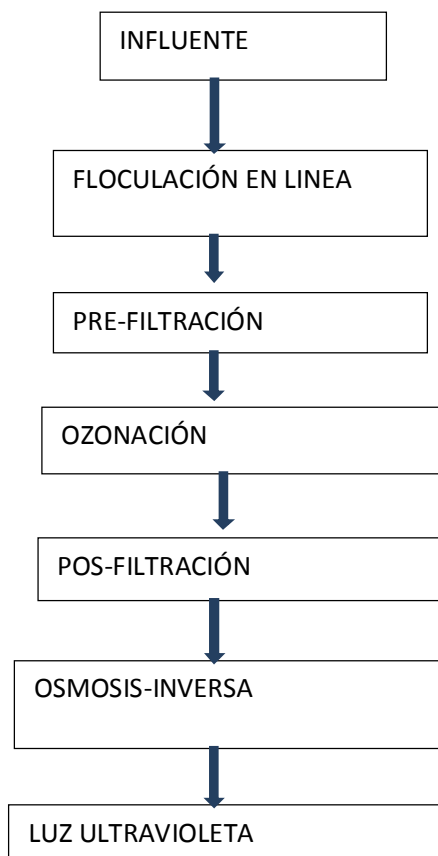 INFLUENTE
FLOCULACIÓN EN LINEA
PRE-FILTRACIÓN
OZONACIÓN
POS-FILTRACIÓN
OSMOSIS-INVERSA
LUZ ULTRAVIOLETA